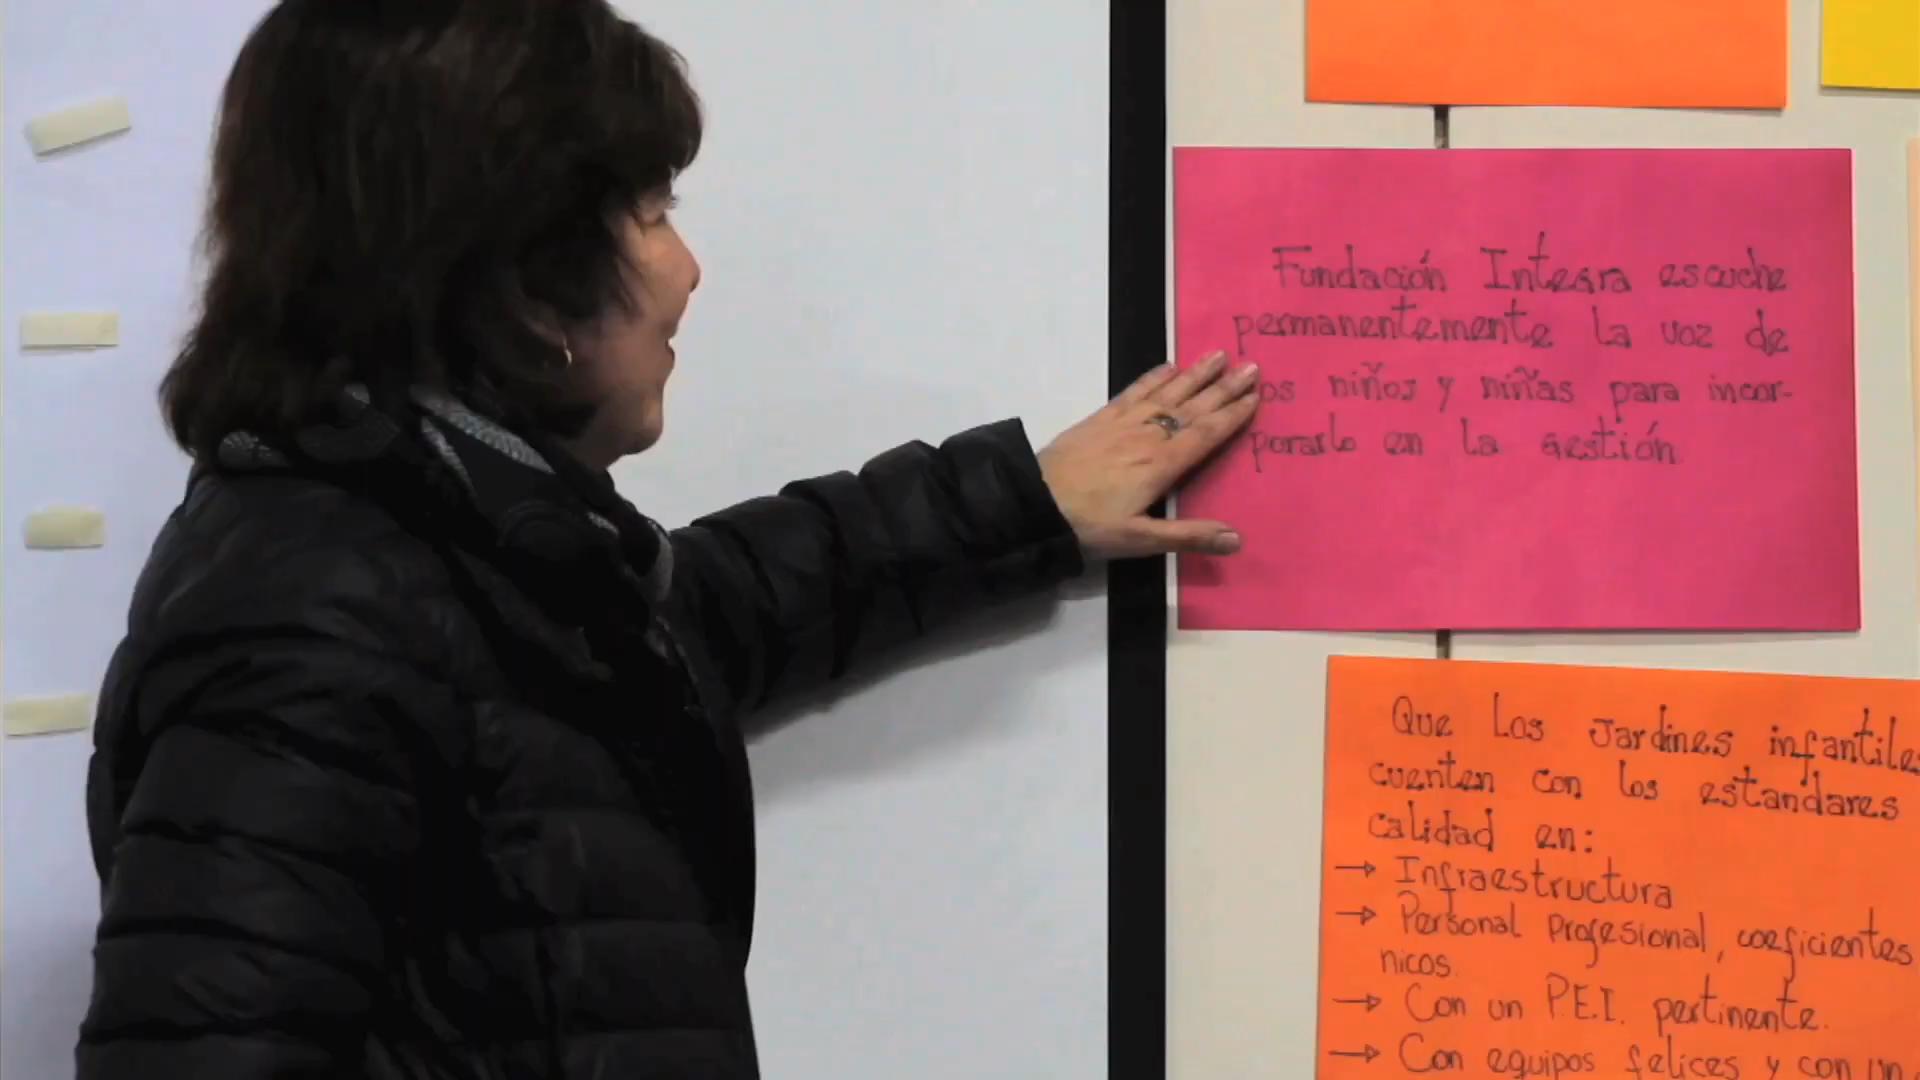 Fundación Integra escuche
permanentemente la voz de
los niños y niñas para incor-
porarlo en la gestión.
Que los Jardines infantiles
cuenten con los estandares
calidad en:
→ Infraestructura
→ Personal Profesional, coeficientes
nicos.
→ Con un P.E.I. pertinente.
→ Con equipos felices y con un